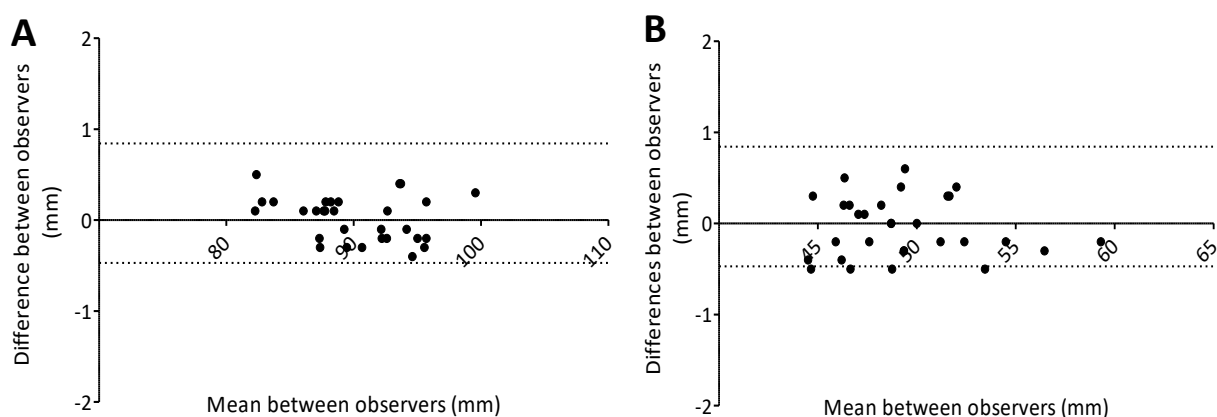 A
Difference between observers
(mm)
2
1
0
-1
-2
80
90
100
110
Mean between observers (mm)
B
Differences between observers
(mm)
2
1
0
-1
-2
45
50
55
60
65
Mean between observers (mm)